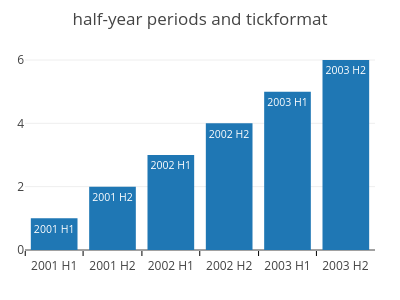 half-year periods and tickformat
6
4
2
0
2001 H1
2001 H2
2002 H1
2002 H2
2003 H1
2003 H2
2001 H1 2001 H2 2002 H1 2002 H2 2003 H1 2003 H2